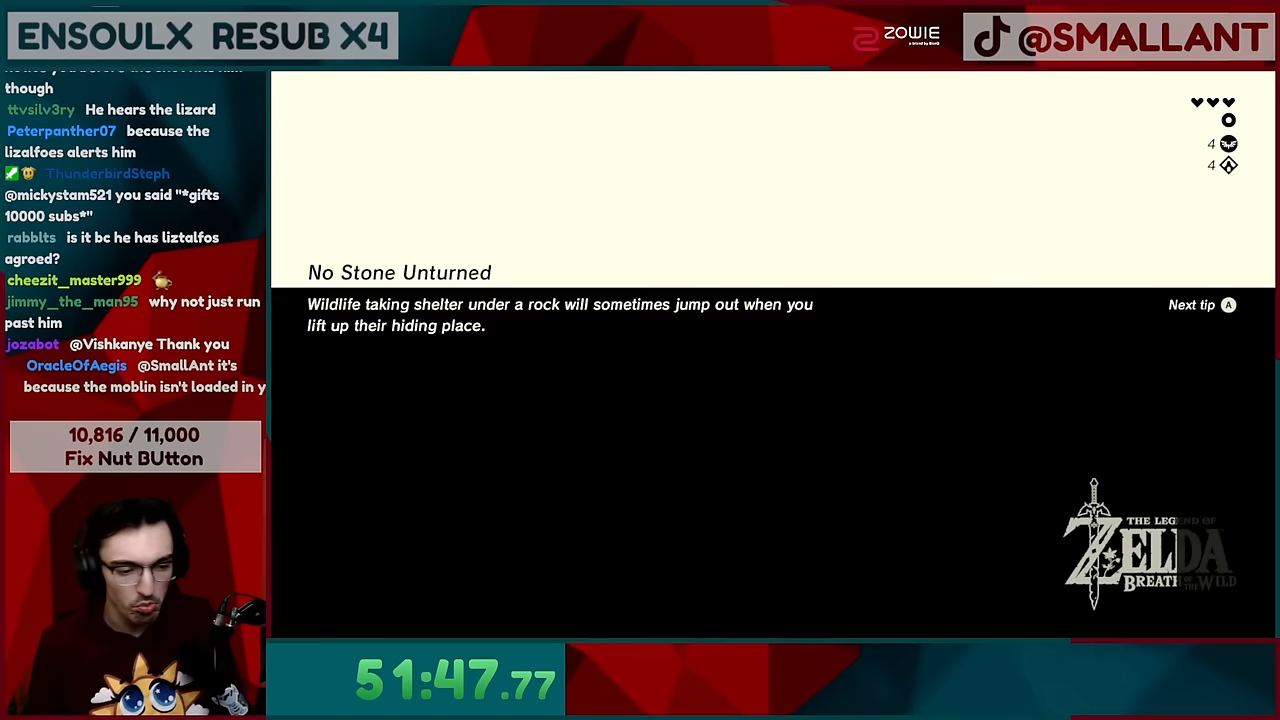 ENSOULX RESUB X4
ZOWIE
@SMALLANT
though
ttvsilv3ry He hears the lizard
Peterpanther07 because the
lizalfoes alerts him
ThunderbirdSteph
@mickystam521 you said "*gifts
10000 subs*"
rabblts is it bc he has liztalfos
agroed?
cheezit_master999
jimmy_the_man95 why not just run
past him
jozabot @Vishkanye Thank you
OracleOfAegis @SmallAnt it's
because the moblin isn't loaded in y
10,816 / 11,000
Fix Nut BUtton
4
4
No Stone Unturned
Wildlife taking shelter under a rock will sometimes jump out when you
lift up their hiding place.
Next tip A
THE LEGEND OF
ZELDA
BREATH OF THE WILD
51:47.77